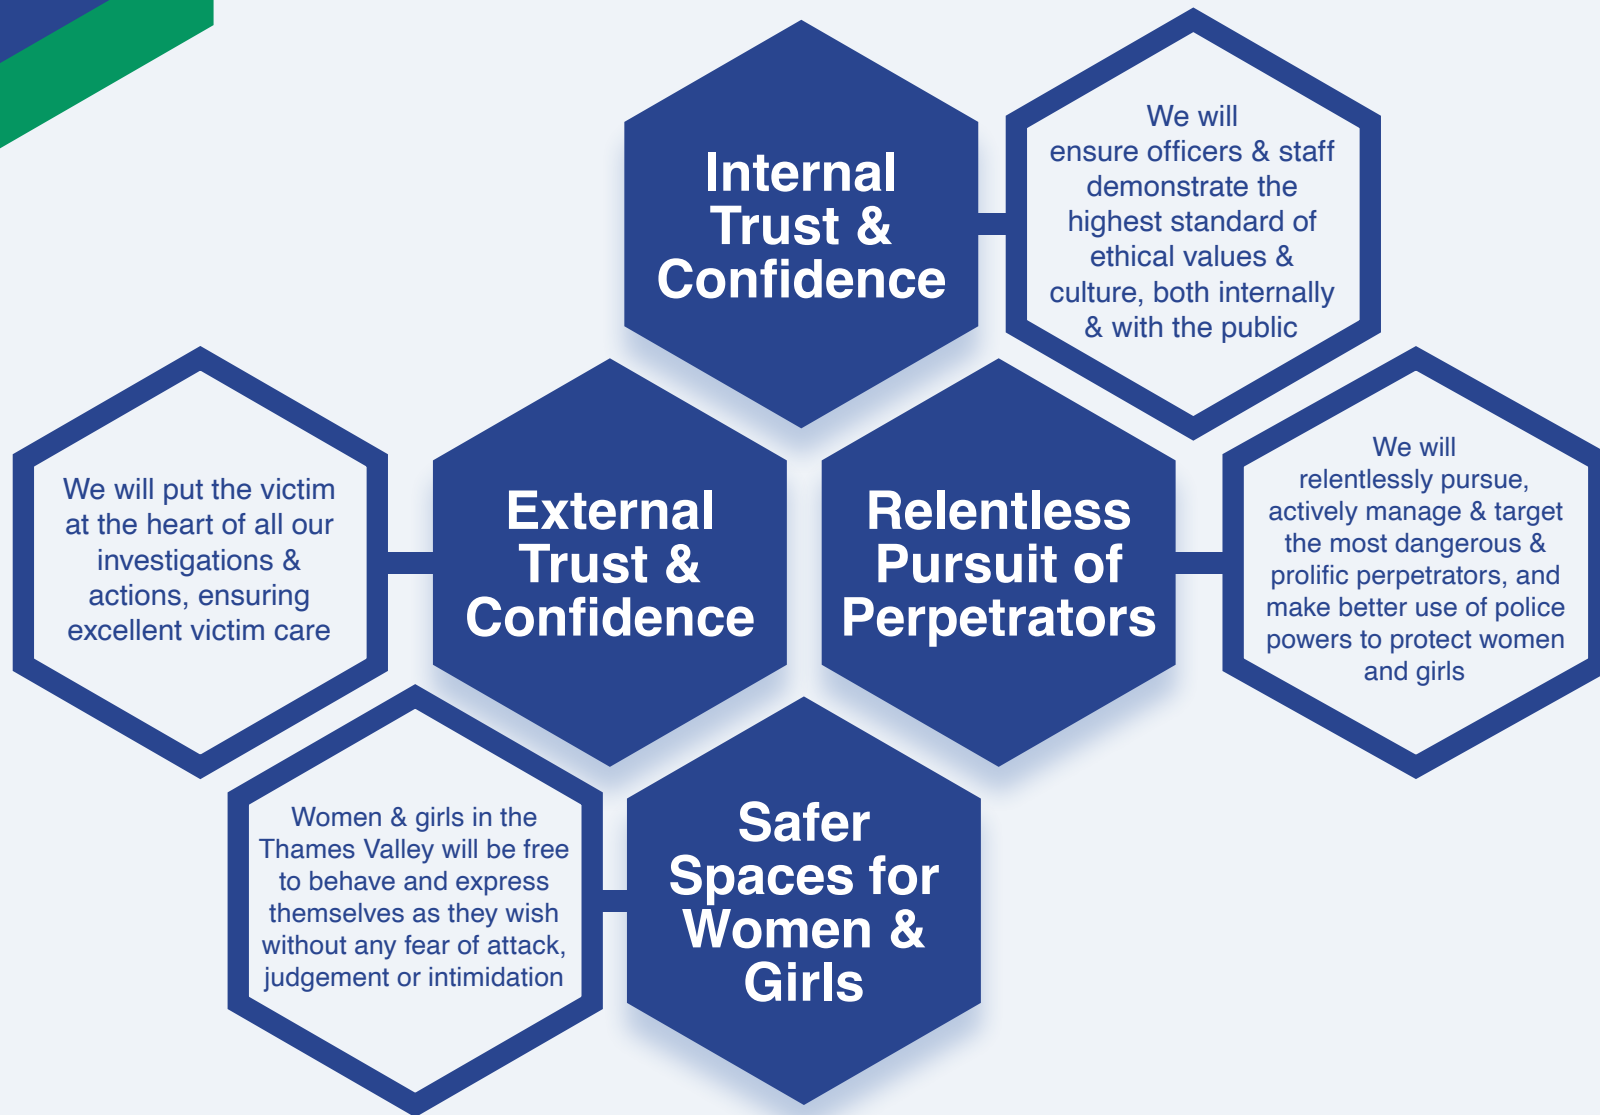 Internal
Trust &
Confidence
We will
ensure officers & staff
demonstrate the
highest standard of
ethical values &
culture, both internally
& with the public
We will put the victim
at the heart of all our
investigations &
actions, ensuring
excellent victim care
External
Trust &
Confidence
Relentless
Pursuit of
Perpetrators
We will
relentlessly pursue,
actively manage & target
the most dangerous &
prolific perpetrators, and
make better use of police
powers to protect women
and girls
Women & girls in the
Thames Valley will be free
to behave and express
themselves as they wish
without any fear of attack,
judgement or intimidation
Safer
Spaces for
Women &
Girls